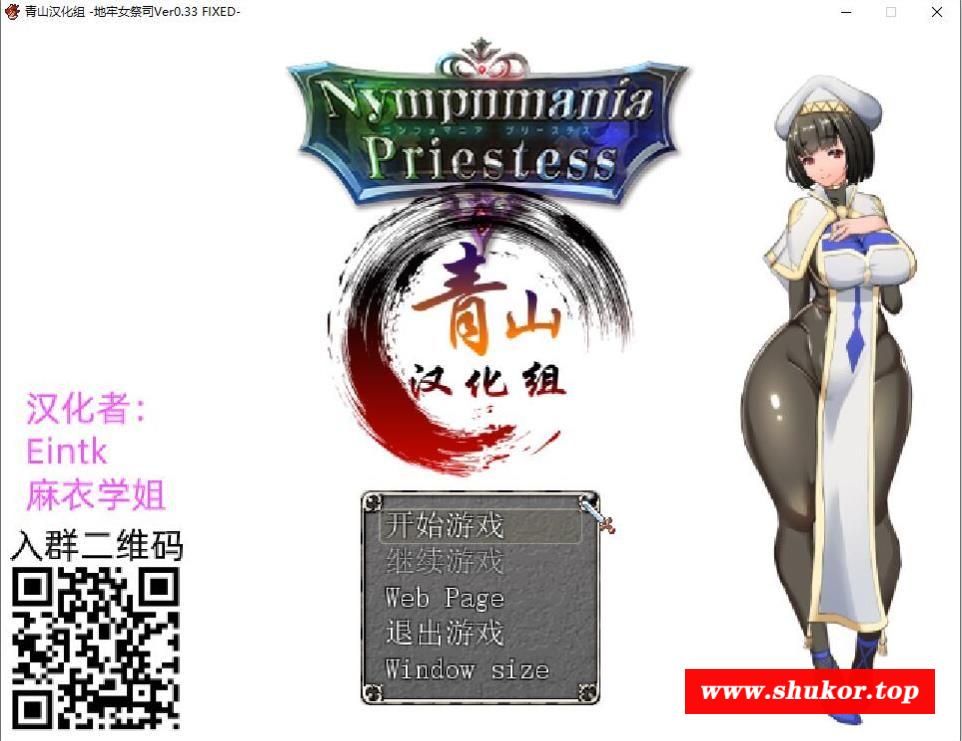 青山汉化组 -地牢女祭司Ver0.33 FIXED-
Nympnmania
ニンフォマニア プリーステス
Priestess
青山
汉化组
汉化者：
Eintk
麻衣学姐
入群二维码
开始游戏
继续游戏
Web Page
退出游戏
Window size
www.shukor.top